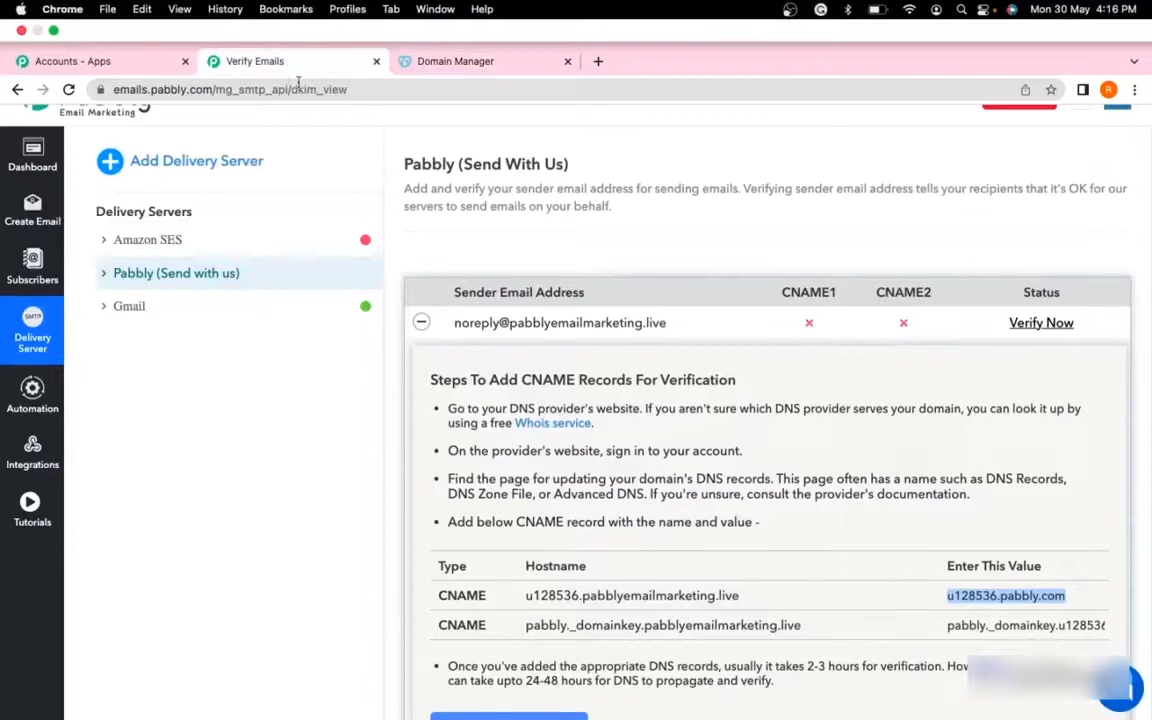 Chrome File Edit View History Bookmarks Profiles Tab Window Help Mon 30 May 4:16 PM
Accounts - Apps Verify Emails Domain Manager
emails.pabbly.com/mg_smtp_api/dkim_view R
Email Marketing
Dashboard
Create Email
Subscribers
SMTP
Delivery
Server
Automation
Integrations
Tutorials
Add Delivery Server
Delivery Servers
Amazon SES
Pabbly (Send with us)
Gmail
Pabbly (Send With Us)
Add and verify your sender email address for sending emails. Verifying sender email address tells your recipients that it's OK for our
servers to send emails on your behalf.
Sender Email Address CNAME1 CNAME2 Status
noreply@pabblyemailmarketing.live × × Verify Now
Steps To Add CNAME Records For Verification
• Go to your DNS provider's website. If you aren't sure which DNS provider serves your domain, you can look it up by
using a free Whois service.
• On the provider's website, sign in to your account.
• Find the page for updating your domain's DNS records. This page often has a name such as DNS Records,
DNS Zone File, or Advanced DNS. If you're unsure, consult the provider's documentation.
• Add below CNAME record with the name and value -
Type Hostname Enter This Value
CNAME u128536.pabblyemailmarketing.live u128536.pabbly.com
CNAME pabbly._domainkey.pabblyemailmarketing.live pabbly._domainkey.u128536
• Once you've added the appropriate DNS records, usually it takes 2-3 hours for verification.
can take upto 24-48 hours for DNS to propagate and verify.